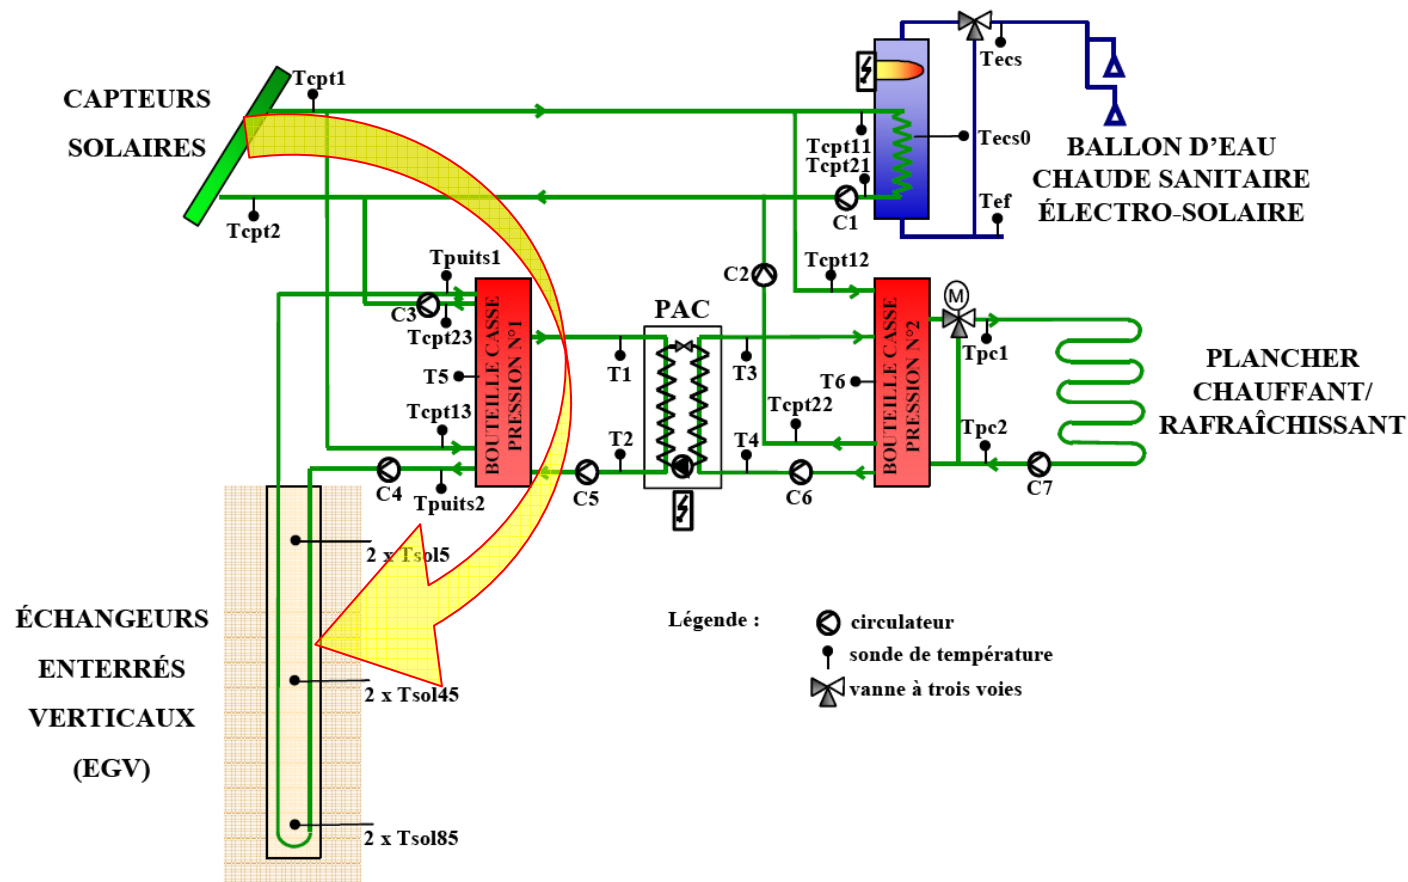 Tcpt1
CAPTEURS
SOLAIRES
Tcpt2
Tecs
Tcpt11
Tcpt21
Tecs0
C1
Tef
BALLON D'EAU
CHAUDE SANITAIRE
ÉLECTRO-SOLAIRE
Tpuits1
C3
Tcpt23
T5
Tcpt13
C4
Tpuits2
BOUTEILLE CASSE
PRESSION N°1
T1
T2
C5
PAC
C2
Tcpt12
T3
Tcpt22
T4
C6
T6
BOUTEILLE CASSE
PRESSION N°2
M
Tpc1
Tpc2
C7
PLANCHER
CHAUFFANT/
RAFRAÎCHISSANT
2 x Tsol5
2 x Tsol45
2 x Tsol85
ÉCHANGEURS
ENTERRÉS
VERTICAUX
(EGV)
Légende :
circulateur
sonde de température
vanne à trois voies